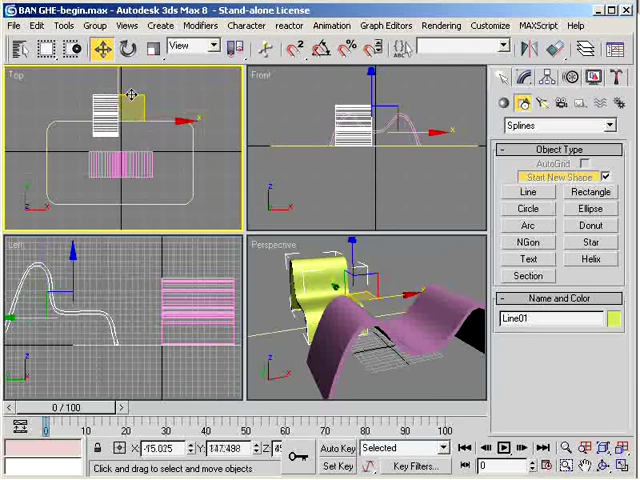 BAN GHE-begin.max - Autodesk 3ds Max 8 - Stand-alone License
File Edit Tools Group Views Create Modifiers Character reactor Animation Graph Editors Rendering Customize MAXScript Help
View
Top
Front
x
x
z
y
x
z
x
Left
Perspective
z
x
z
x
Splines
Object Type
AutoGrid
Start New Shape
Line Rectangle
Circle Ellipse
Arc Donut
NGon Star
Text Helix
Section
Name and Color
Line01
0 / 100
0 10 20 30 40 50 60 70 80 90 100
X: Y: Z
Auto Key Selected
Click and drag to select and move objects
Set Key Key Filters... 0